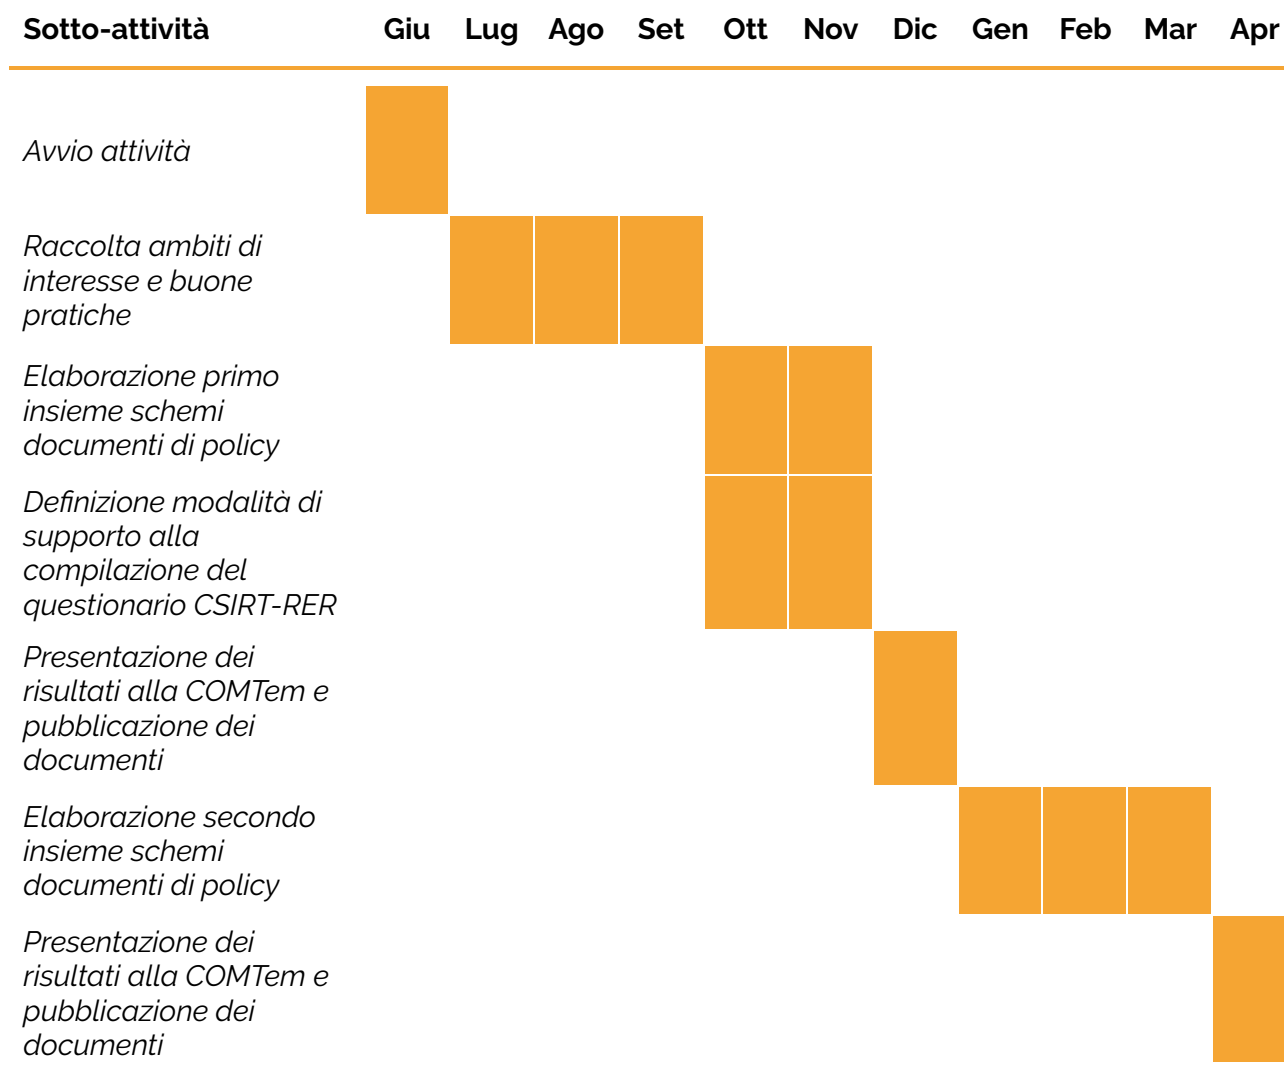 Sotto-attività Giu Lug Ago Set Ott Nov Dic Gen Feb Mar Apr
Avvio attività
Raccolta ambiti di
interesse e buone
pratiche
Elaborazione primo
insieme schemi
documenti di policy
Definizione modalità di
supporto alla
compilazione del
questionario CSIRT-RER
Presentazione dei
risultati alla COMTem e
pubblicazione dei
documenti
Elaborazione secondo
insieme schemi
documenti di policy
Presentazione dei
risultati alla COMTem e
pubblicazione dei
documenti